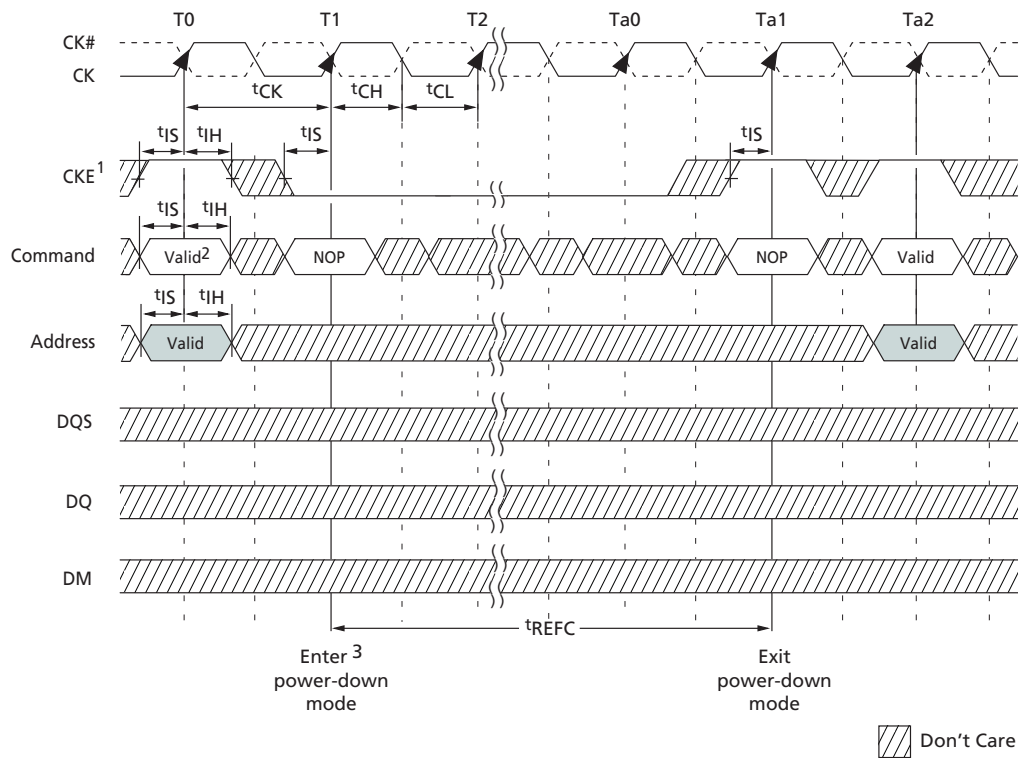 T0 T1 T2 Ta0 Ta1 Ta2
CK#
CK
tCK tCH tCL
tIS tIH tIS tIS
CKE1
tIS tIH
Command Valid2 NOP NOP Valid
tIS tIH
Address Valid Valid
DQS
DQ
DM
tREFC
Enter 3 Exit
power-down power-down
mode mode
Don't Care